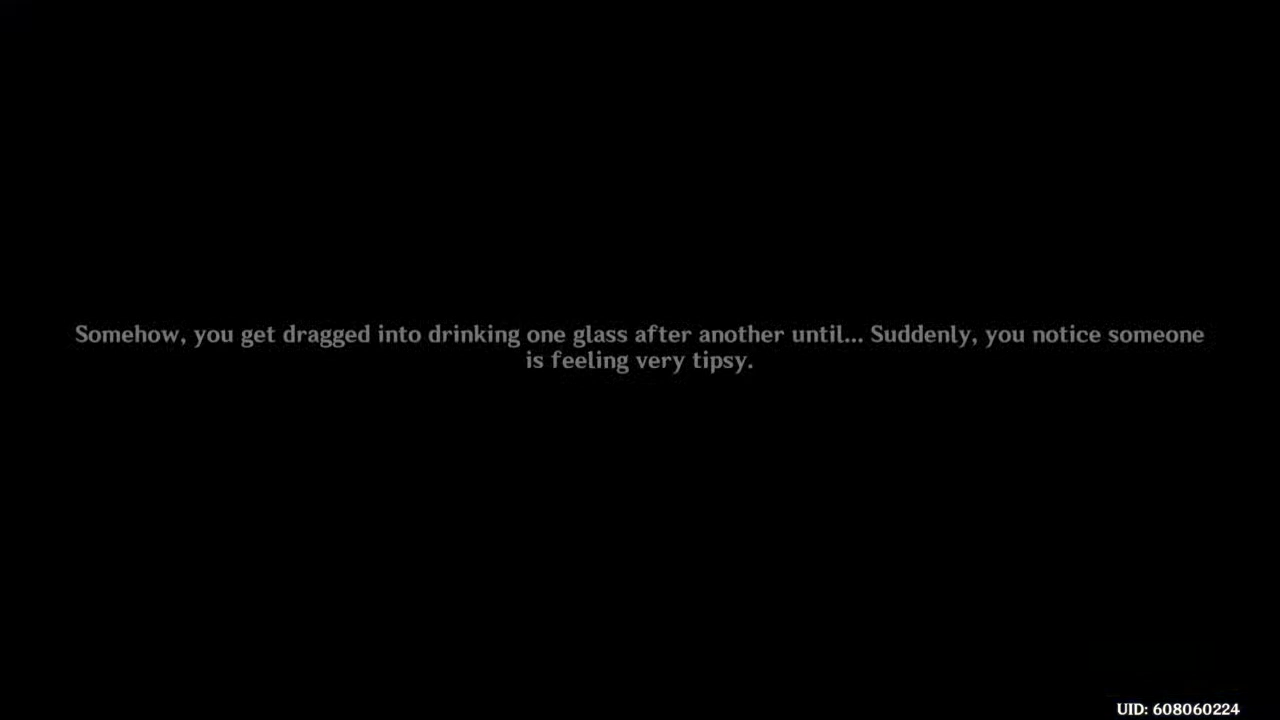 Somehow, you get dragged into drinking one glass after another until... Suddenly, you notice someone
is feeling very tipsy.
UID: 608060224